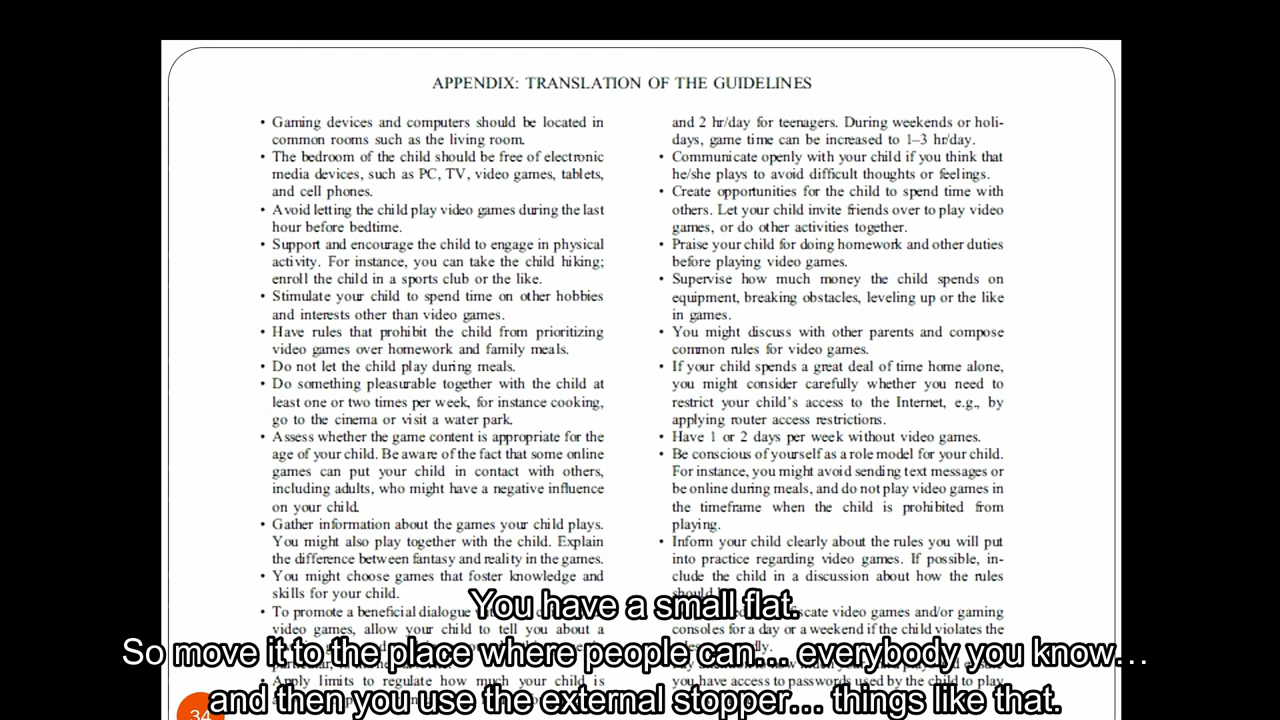 APPENDIX: TRANSLATION OF THE GUIDELINES
• Gaming devices and computers should be located in
common rooms such as the living room.
• The bedroom of the child should be free of electronic
media devices, such as PC, TV, video games, tablets,
and cell phones.
• Avoid letting the child play video games during the last
hour before bedtime.
• Support and encourage the child to engage in physical
activity. For instance, you can take the child hiking;
enroll the child in a sports club or the like.
• Stimulate your child to spend time on other hobbies
and interests other than video games.
• Have rules that prohibit the child from prioritizing
video games over homework and family meals.
• Do not let the child play during meals.
• Do something pleasurable together with the child at
least one or two times per week, for instance cooking,
go to the cinema or visit a water park.
• Assess whether the game content is appropriate for the
age of your child. Be aware of the fact that some online
games can put your child in contact with others,
including adults, who might have a negative influence
on your child.
• Gather information about the games your child plays.
You might also play together with the child. Explain
the difference between fantasy and reality in the games.
• You might choose games that foster knowledge and
skills for your child.
• To promote a beneficial dialogue
video games, allow your child to tell you about a
• Apply limits to regulate how much your child is
and 2 hr/day for teenagers. During weekends or holi-
days, game time can be increased to 1–3 hr/day.
• Communicate openly with your child if you think that
he/she plays to avoid difficult thoughts or feelings.
• Create opportunities for the child to spend time with
others. Let your child invite friends over to play video
games, or do other activities together.
• Praise your child for doing homework and other duties
before playing video games.
• Supervise how much money the child spends on
equipment, breaking obstacles, leveling up or the like
in games.
• You might discuss with other parents and compose
common rules for video games.
• If your child spends a great deal of time home alone,
you might consider carefully whether you need to
restrict your child's access to the Internet, e.g., by
applying router access restrictions.
• Have 1 or 2 days per week without video games.
• Be conscious of yourself as a role model for your child.
For instance, you might avoid sending text messages or
be online during meals, and do not play video games in
the timeframe when the child is prohibited from
playing.
• Inform your child clearly about the rules you will put
into practice regarding video games. If possible, in-
clude the child in a discussion about how the rules
should
video games and/or gaming
consoles for a day or a weekend if the child violates the
you have access to passwords used by the child to play
34
You have a small flat.
So move it to the place where people can... everybody you know...
and then you use the external stopper... things like that.